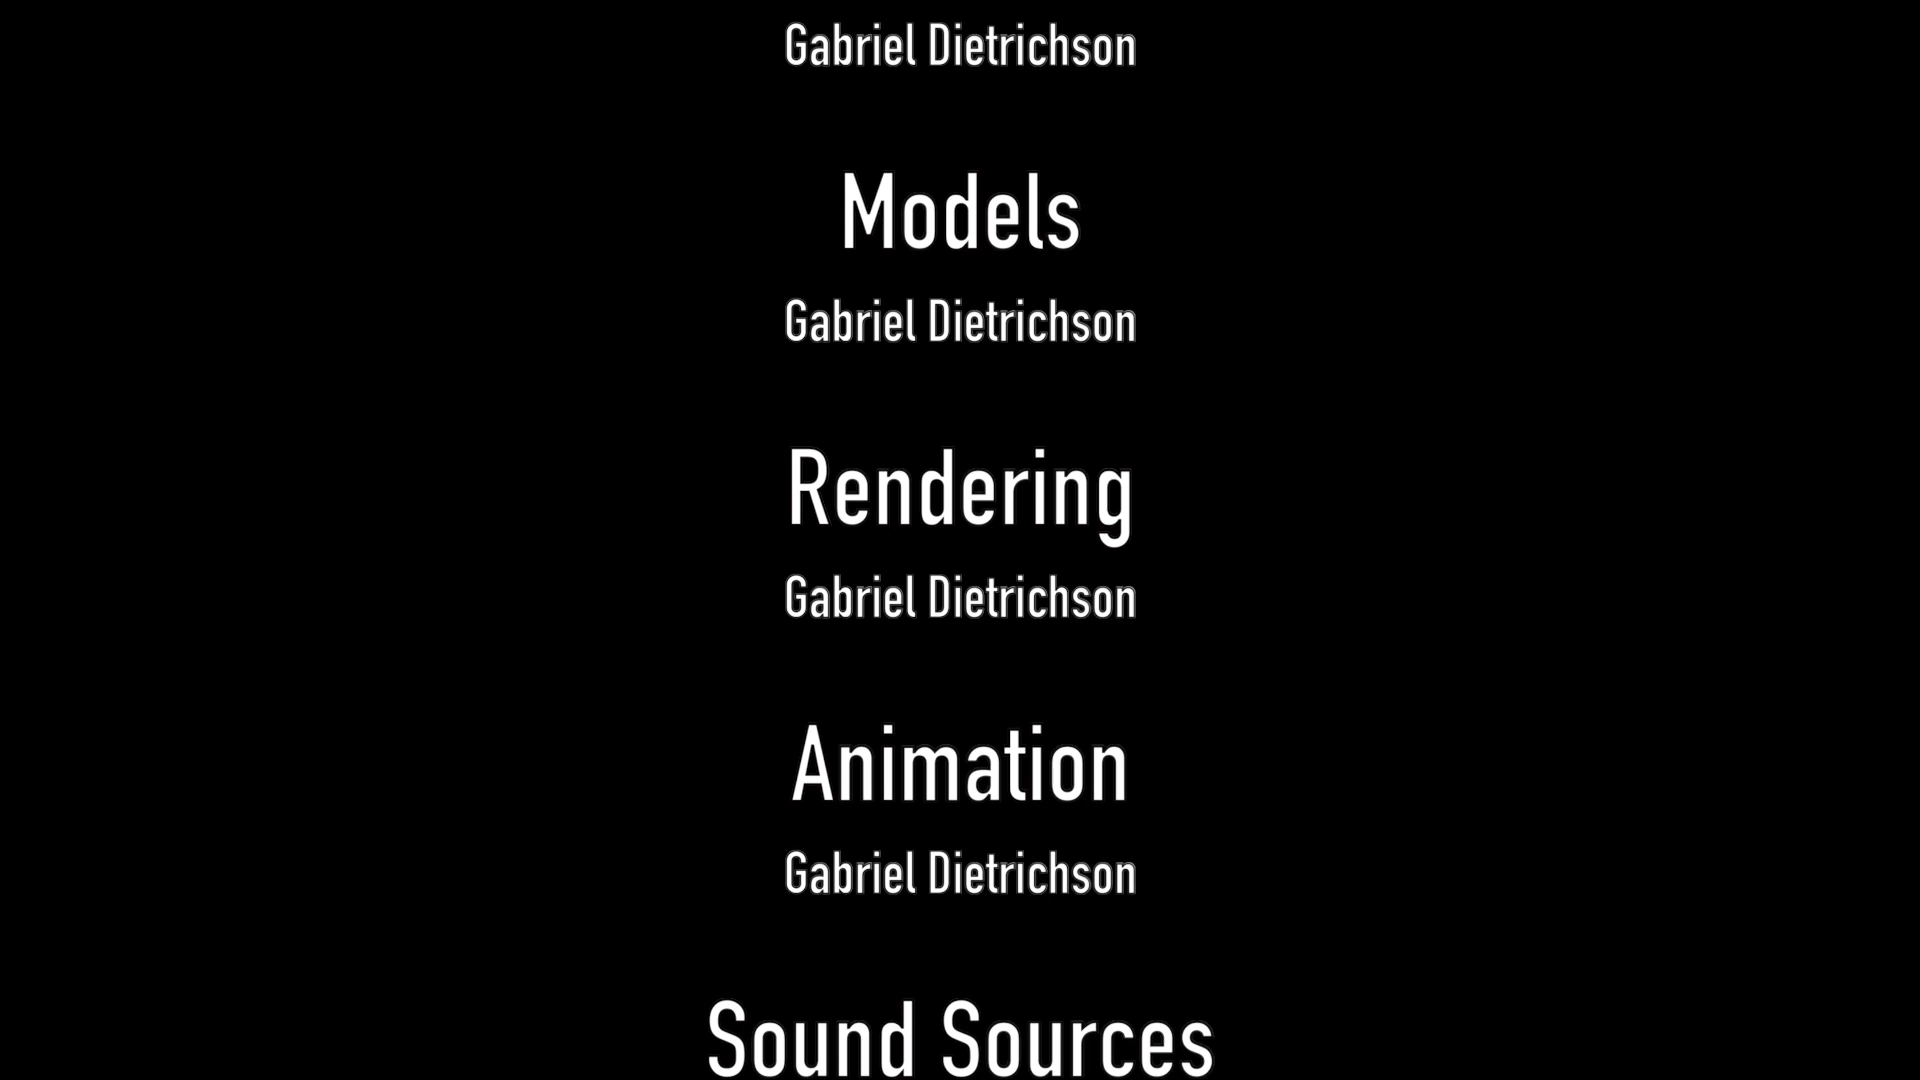 Gabriel Dietrichson
Models
Gabriel Dietrichson
Rendering
Gabriel Dietrichson
Animation
Gabriel Dietrichson
Sound Sources